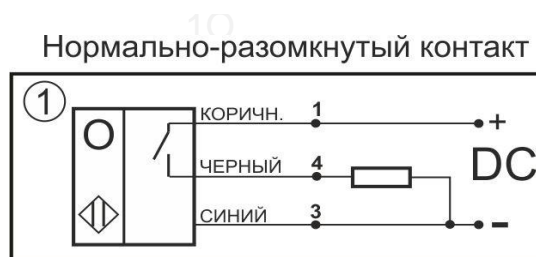 Нормально-разомкнутый контакт
1
КОРИЧН. 1 +
O
ЧЕРНЫЙ 4 DC
СИНИЙ 3 -